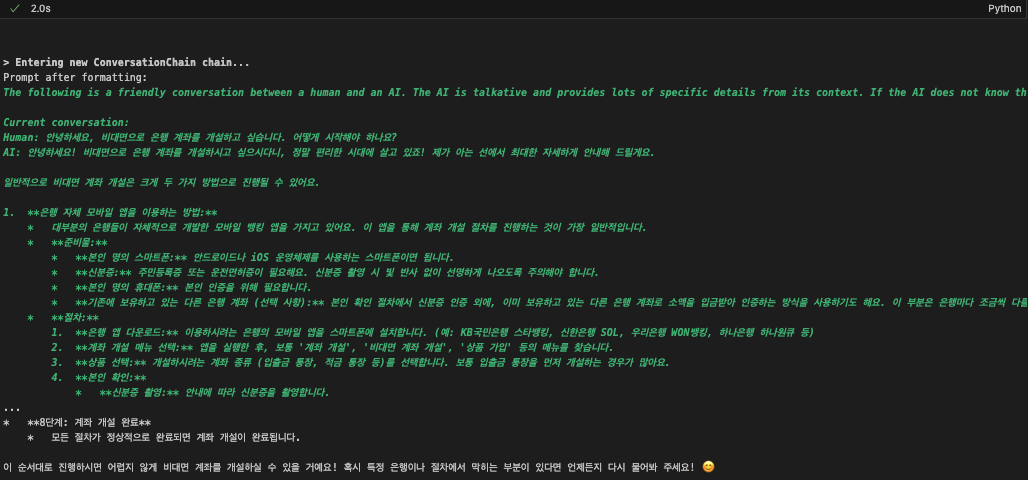 ✓ 2.0s Python
> Entering new ConversationChain chain...
Prompt after formatting:
The following is a friendly conversation between a human and an AI. The AI is talkative and provides lots of specific details from its context. If the AI does not know th
Current conversation:
Human: 안녕하세요, 비대면으로 은행 계좌를 개설하고 싶습니다. 어떻게 시작해야 하나요?
AI: 안녕하세요! 비대면으로 은행 계좌를 개설하시고 싶으시다니, 정말 편리한 시대에 살고 있죠! 제가 아는 선에서 최대한 자세하게 안내해 드릴게요.
일반적으로 비대면 계좌 개설은 크게 두 가지 방법으로 진행될 수 있어요.
1. **은행 자체 모바일 앱을 이용하는 방법:**
* 대부분의 은행들이 자체적으로 개발한 모바일 뱅킹 앱을 가지고 있어요. 이 앱을 통해 계좌 개설 절차를 진행하는 것이 가장 일반적입니다.
* **준비물:**
* **본인 명의 스마트폰:** 안드로이드나 iOS 운영체제를 사용하는 스마트폰이면 됩니다.
* **신분증:** 주민등록증 또는 운전면허증이 필요해요. 신분증 촬영 시 빛 반사 없이 선명하게 나오도록 주의해야 합니다.
* **본인 명의 휴대폰:** 본인 인증을 위해 필요합니다.
* **기존에 보유하고 있는 다른 은행 계좌 (선택 사항):** 본인 확인 절차에서 신분증 인증 외에, 이미 보유하고 있는 다른 은행 계좌로 소액을 입금받아 인증하는 방식을 사용하기도 해요. 이 부분은 은행마다 조금씩 다를
* **절차:**
1. **은행 앱 다운로드:** 이용하시려는 은행의 모바일 앱을 스마트폰에 설치합니다. (예: KB국민은행 스타뱅킹, 신한은행 SOL, 우리은행 WON뱅킹, 하나은행 하나원큐 등)
2. **계좌 개설 메뉴 선택:** 앱을 실행한 후, 보통 '계좌 개설', '비대면 계좌 개설', '상품 가입' 등의 메뉴를 찾습니다.
3. **상품 선택:** 개설하시려는 계좌 종류 (입출금 통장, 적금 통장 등)를 선택합니다. 보통 입출금 통장을 먼저 개설하는 경우가 많아요.
4. **본인 확인:**
* **신분증 촬영:** 안내에 따라 신분증을 촬영합니다.
...
* **8단계: 계좌 개설 완료**
* 모든 절차가 정상적으로 완료되면 계좌 개설이 완료됩니다.
이 순서대로 진행하시면 어렵지 않게 비대면 계좌를 개설하실 수 있을 거예요! 혹시 특정 은행이나 절차에서 막히는 부분이 있다면 언제든지 다시 물어봐 주세요! 😊